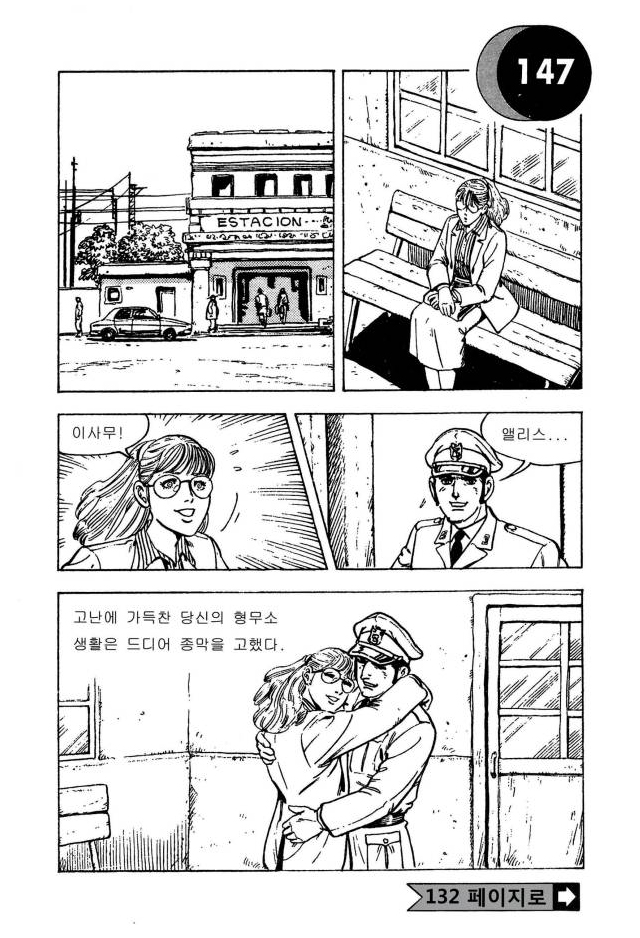 147
ESTACION
이사무!
앨리스...
고난에 가득찬 당신의 형무소
생활은 드디어 종막을 고했다.
132 페이지로